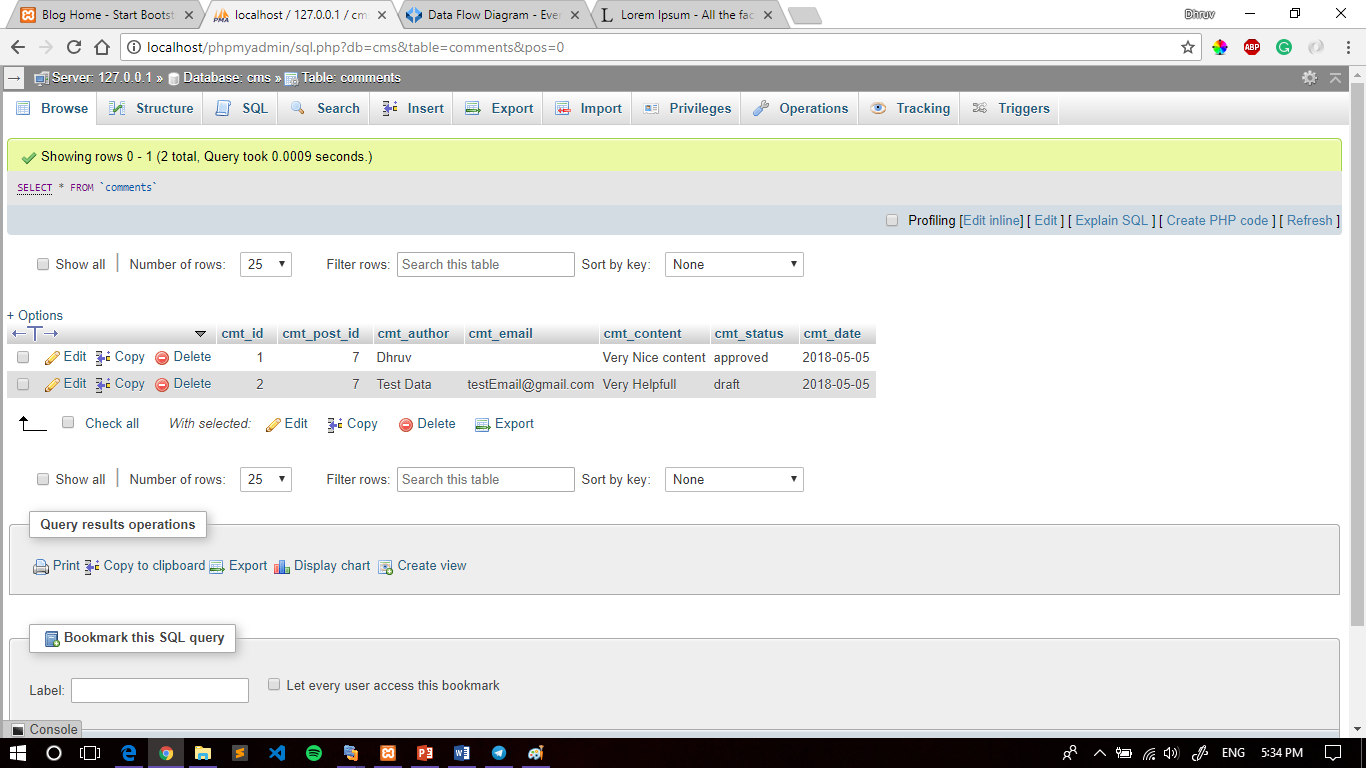 Blog Home - Start Bootst
localhost / 127.0.0.1 / cm
Data Flow Diagram - Ever
Lorem Ipsum - All the fac
Dhruv
localhost/phpmyadmin/sql.php?db=cms&table=comments&pos=0
ABP
Server: 127.0.0.1 » Database: cms » Table: comments
Browse Structure SQL Search Insert Export Import Privileges Operations Tracking Triggers
Showing rows 0 - 1 (2 total, Query took 0.0009 seconds.)
SELECT * FROM `comments`
Profiling [Edit inline] [ Edit ] [ Explain SQL ] [ Create PHP code ] [ Refresh ]
Show all | Number of rows: 25 Filter rows: Search this table Sort by key: None
+ Options
←T→ cmt_id cmt_post_id cmt_author cmt_email cmt_content cmt_status cmt_date
Edit Copy Delete 1 7 Dhruv Very Nice content approved 2018-05-05
Edit Copy Delete 2 7 Test Data testEmail@gmail.com Very Helpfull draft 2018-05-05
Check all With selected: Edit Copy Delete Export
Show all | Number of rows: 25 Filter rows: Search this table Sort by key: None
Query results operations
Print Copy to clipboard Export Display chart Create view
Bookmark this SQL query
Label: Let every user access this bookmark
Console
ENG 5:34 PM